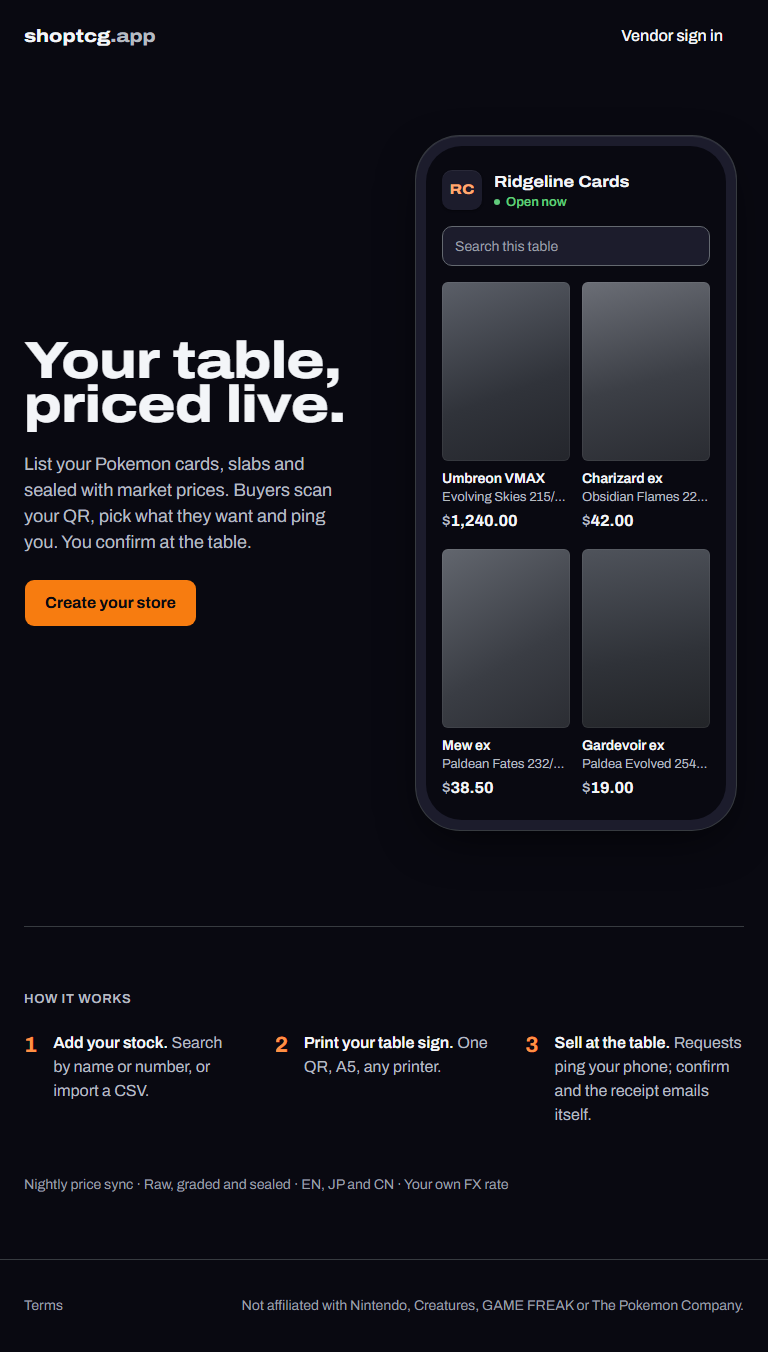 shoptcg.app
Vendor sign in
Your table,
priced live.
List your Pokemon cards, slabs and
sealed with market prices. Buyers scan
your QR, pick what they want and ping
you. You confirm at the table.
Create your store
RC
Ridgeline Cards
Open now
Search this table
Umbreon VMAX
Evolving Skies 215/...
$1,240.00
Charizard ex
Obsidian Flames 22...
$42.00
Mew ex
Paldean Fates 232/...
$38.50
Gardevoir ex
Paldea Evolved 254...
$19.00
HOW IT WORKS
1 Add your stock. Search
by name or number, or
import a CSV.
2 Print your table sign. One
QR, A5, any printer.
3 Sell at the table. Requests
ping your phone; confirm
and the receipt emails
itself.
Nightly price sync · Raw, graded and sealed · EN, JP and CN · Your own FX rate
Terms
Not affiliated with Nintendo, Creatures, GAME FREAK or The Pokemon Company.